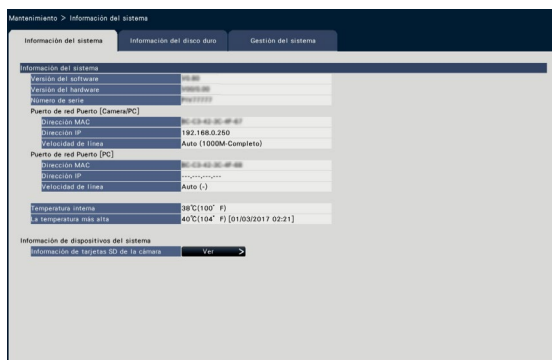 Mantenimiento > Información del sistema
Información del sistema Información del disco duro Gestión del sistema
Información del sistema
Versión del software
Versión del hardware
Número de serie
Puerto de red Puerto [Camera/PC]
Dirección MAC
Dirección IP 192.168.0.250
Velocidad de línea Auto (1000M-Completo)
Puerto de red Puerto [PC]
Dirección MAC
Dirección IP ---.---.---.---
Velocidad de línea Auto (-)
Temperatura interna 38℃(100° F)
La temperatura más alta 40℃(104° F) [01/03/2017 02:21]
Información de dispositivos del sistema
Información de tarjetas SD de la cámara Ver >